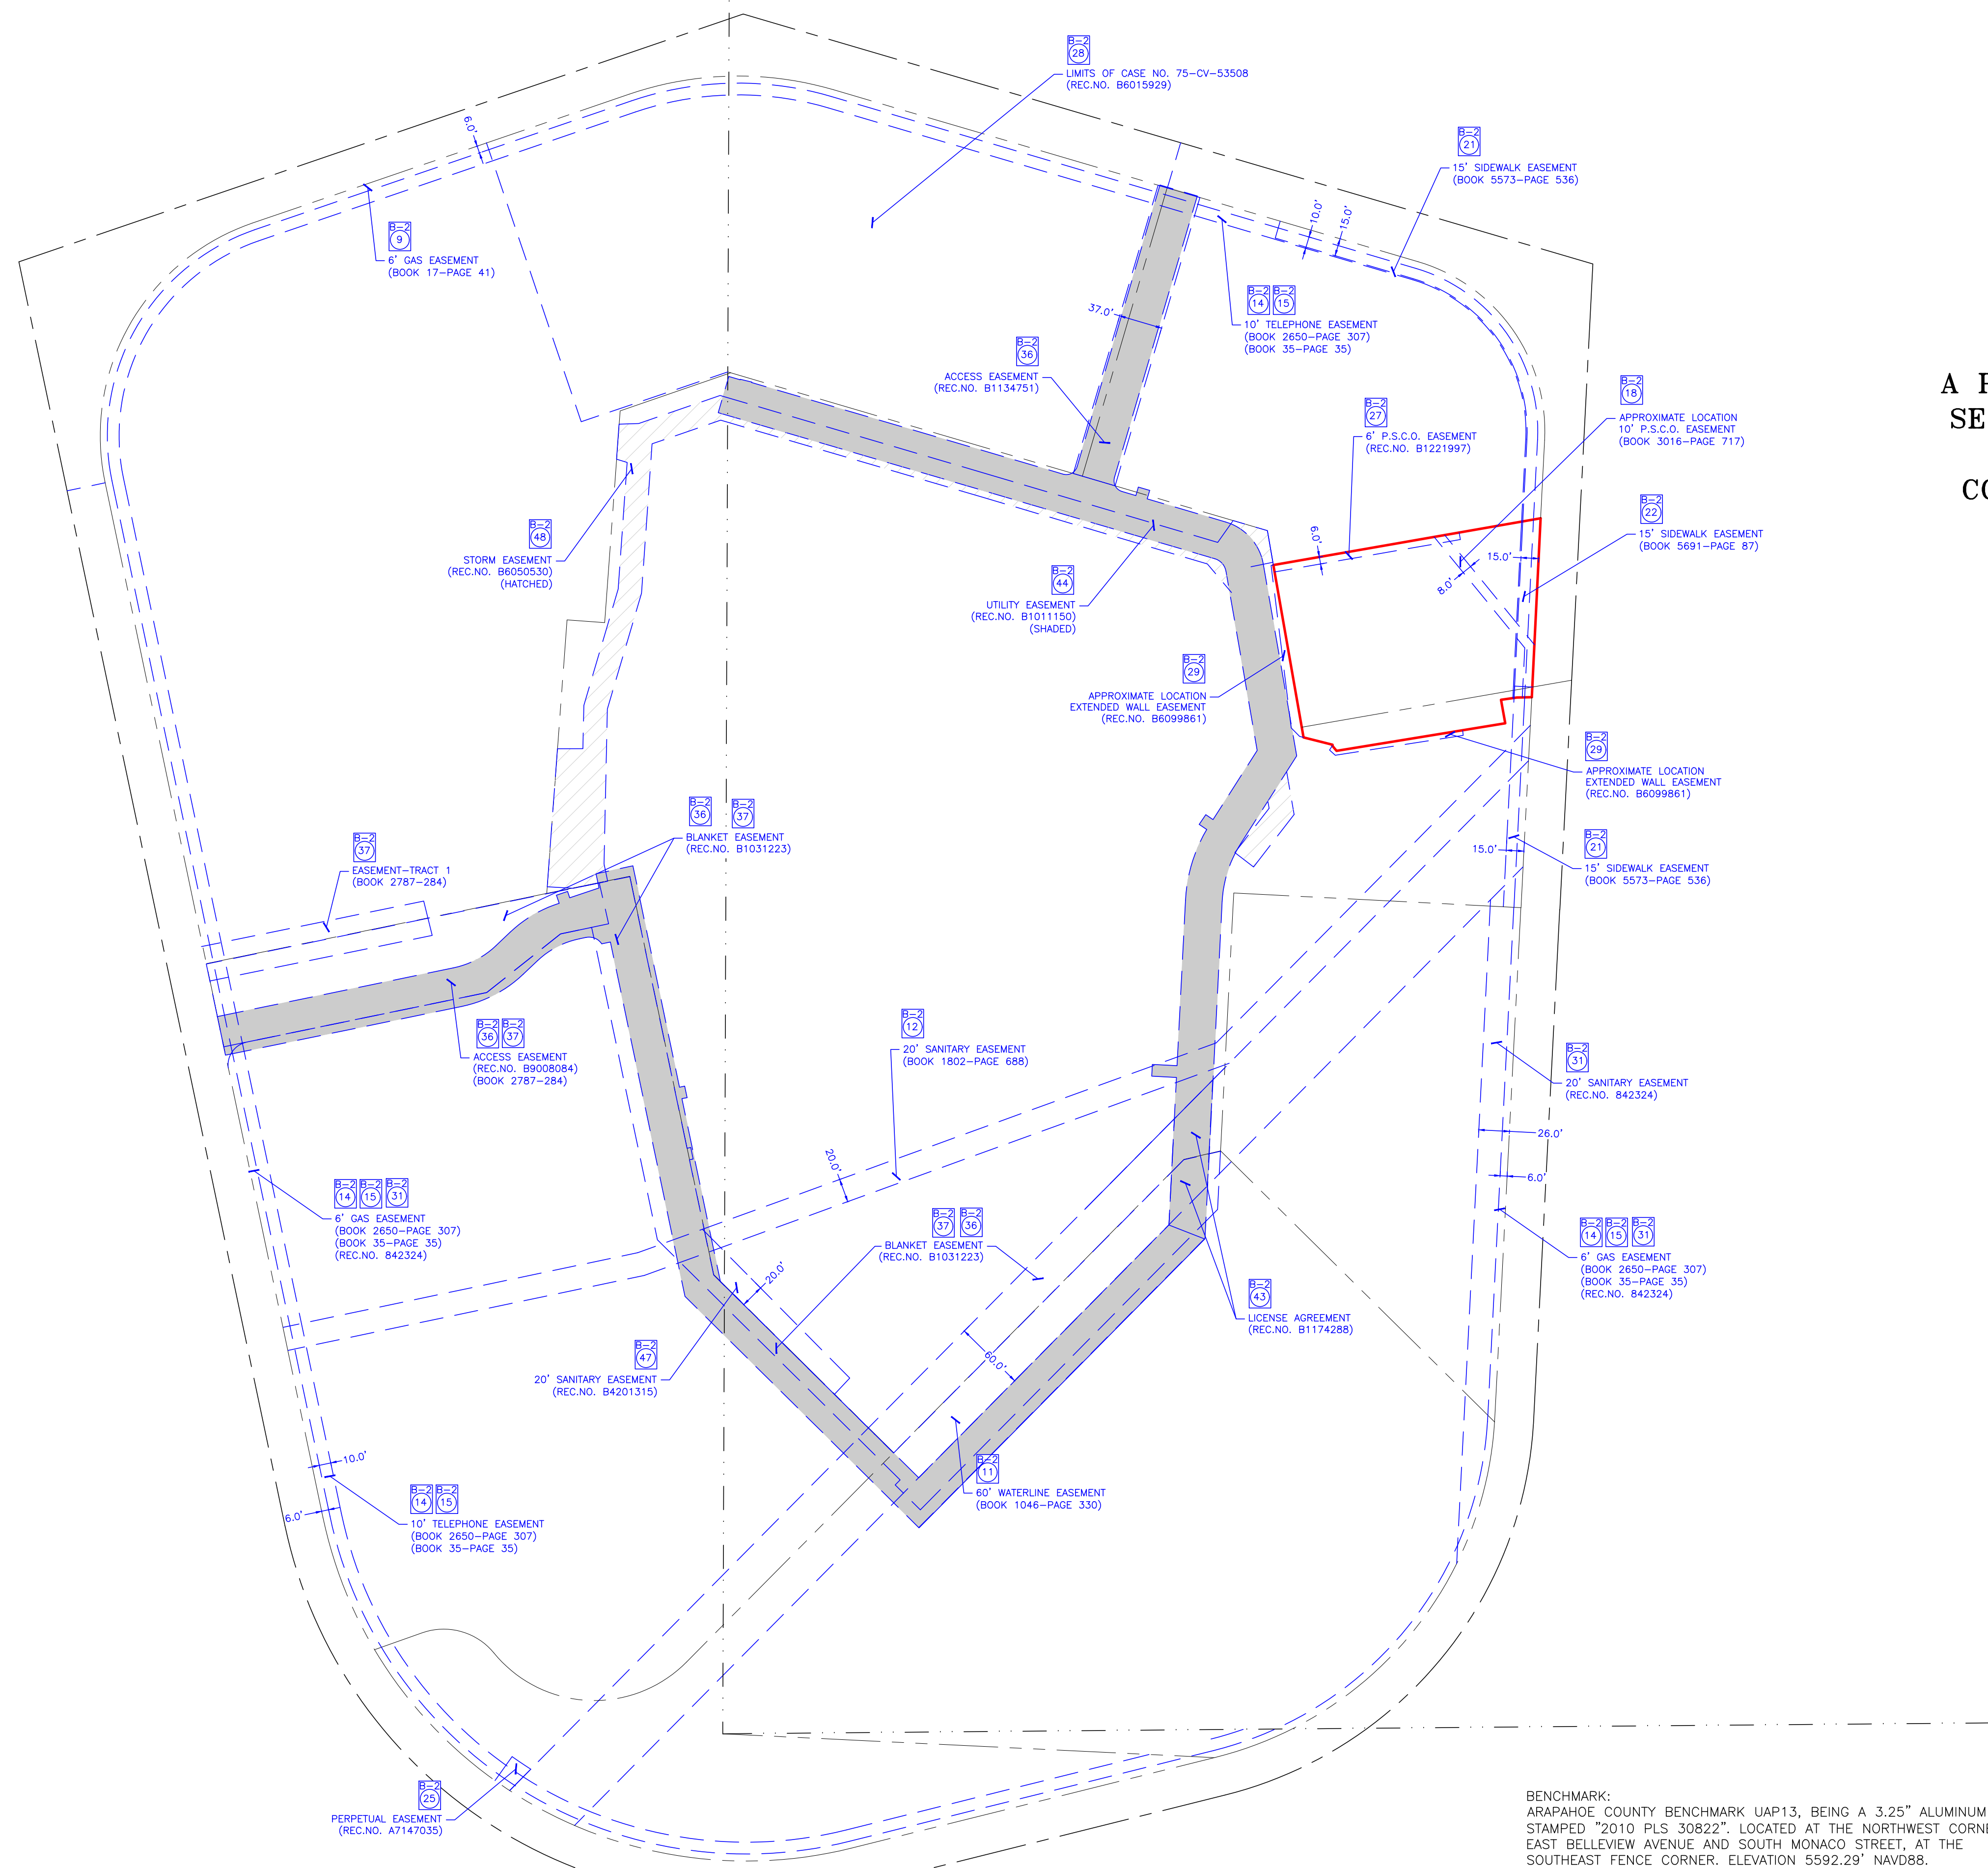 B-2
28
LIMITS OF CASE NO. 75-CV-53508
(REC.NO. B6015929)
6.0'
B-2
21
15' SIDEWALK EASEMENT
(BOOK 5573-PAGE 536)
10.0'
15.0'
B-2
9
6' GAS EASEMENT
(BOOK 17-PAGE 41)
37.0'
B-2 B-2
14 15
10' TELEPHONE EASEMENT
(BOOK 2650-PAGE 307)
(BOOK 35-PAGE 35)
B-2
36
ACCESS EASEMENT
(REC.NO. B1134751)
B-2
18
APPROXIMATE LOCATION
10' P.S.C.O. EASEMENT
(BOOK 3016-PAGE 717)
A
SE
B-2
27
6' P.S.C.O. EASEMENT
(REC.NO. B1221997)
B-2
48
STORM EASEMENT
(REC.NO. B6050530)
(HATCHED)
B-2
22
15' SIDEWALK EASEMENT
(BOOK 5691-PAGE 87)
6.0'
15.0'
8.0'
B-2
44
UTILITY EASEMENT
(REC.NO. B1011150)
(SHADED)
B-2
29
APPROXIMATE LOCATION
EXTENDED WALL EASEMENT
(REC.NO. B6099861)
B-2
29
APPROXIMATE LOCATION
EXTENDED WALL EASEMENT
(REC.NO. B6099861)
B-2 B-2
36 37
BLANKET EASEMENT
(REC.NO. B1031223)
B-2
37
EASEMENT-TRACT 1
(BOOK 2787-284)
15.0'
B-2
21
15' SIDEWALK EASEMENT
(BOOK 5573-PAGE 536)
B-2 B-2
36 37
ACCESS EASEMENT
(REC.NO. B9008084)
(BOOK 2787-284)
B-2
12
20' SANITARY EASEMENT
(BOOK 1802-PAGE 688)
B-2
31
20' SANITARY EASEMENT
(REC.NO. 842324)
26.0'
20.0'
6.0'
B-2 B-2 B-2
14 15 31
6' GAS EASEMENT
(BOOK 2650-PAGE 307)
(BOOK 35-PAGE 35)
(REC.NO. 842324)
B-2 B-2
37 36
BLANKET EASEMENT
(REC.NO. B1031223)
20.0'
B-2 B-2 B-2
14 15 31
6' GAS EASEMENT
(BOOK 2650-PAGE 307)
(BOOK 35-PAGE 35)
(REC.NO. 842324)
B-2
43
LICENSE AGREEMENT
(REC.NO. B1174288)
B-2
47
20' SANITARY EASEMENT
(REC.NO. B4201315)
60.0'
10.0'
B-2
11
60' WATERLINE EASEMENT
(BOOK 1046-PAGE 330)
6.0'
B-2 B-2
14 15
10' TELEPHONE EASEMENT
(BOOK 2650-PAGE 307)
(BOOK 35-PAGE 35)
B-2
25
PERPETUAL EASEMENT
(REC.NO. A7147035)
BENCHMARK:
ARAPAHOE COUNTY BENCHMARK UAP13, BEING A 3.25" ALUMINUM
STAMPED "2010 PLS 30822". LOCATED AT THE NORTHWEST CORNE
EAST BELLEVIEW AVENUE AND SOUTH MONACO STREET, AT THE
SOUTHEAST FENCE CORNER. ELEVATION 5592.29' NAVD88.